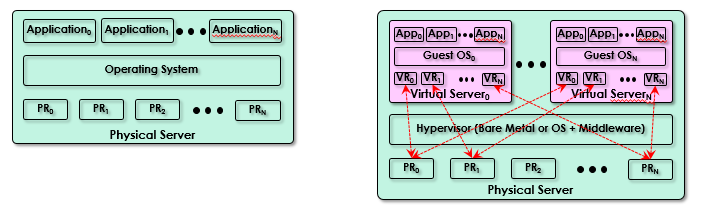 Application0 Application1 ApplicationN
Operating System
PR0 PR1 PR2 PRN
Physical Server
App0 App1 AppN
Guest OS0
VR0 VR1 VRN
Virtual Server0
App0 App1 AppN
Guest OSN
VR0 VR1 VRN
Virtual ServerN
Hypervisor (Bare Metal or OS + Middleware)
PR0 PR1 PR2 PRN
Physical Server